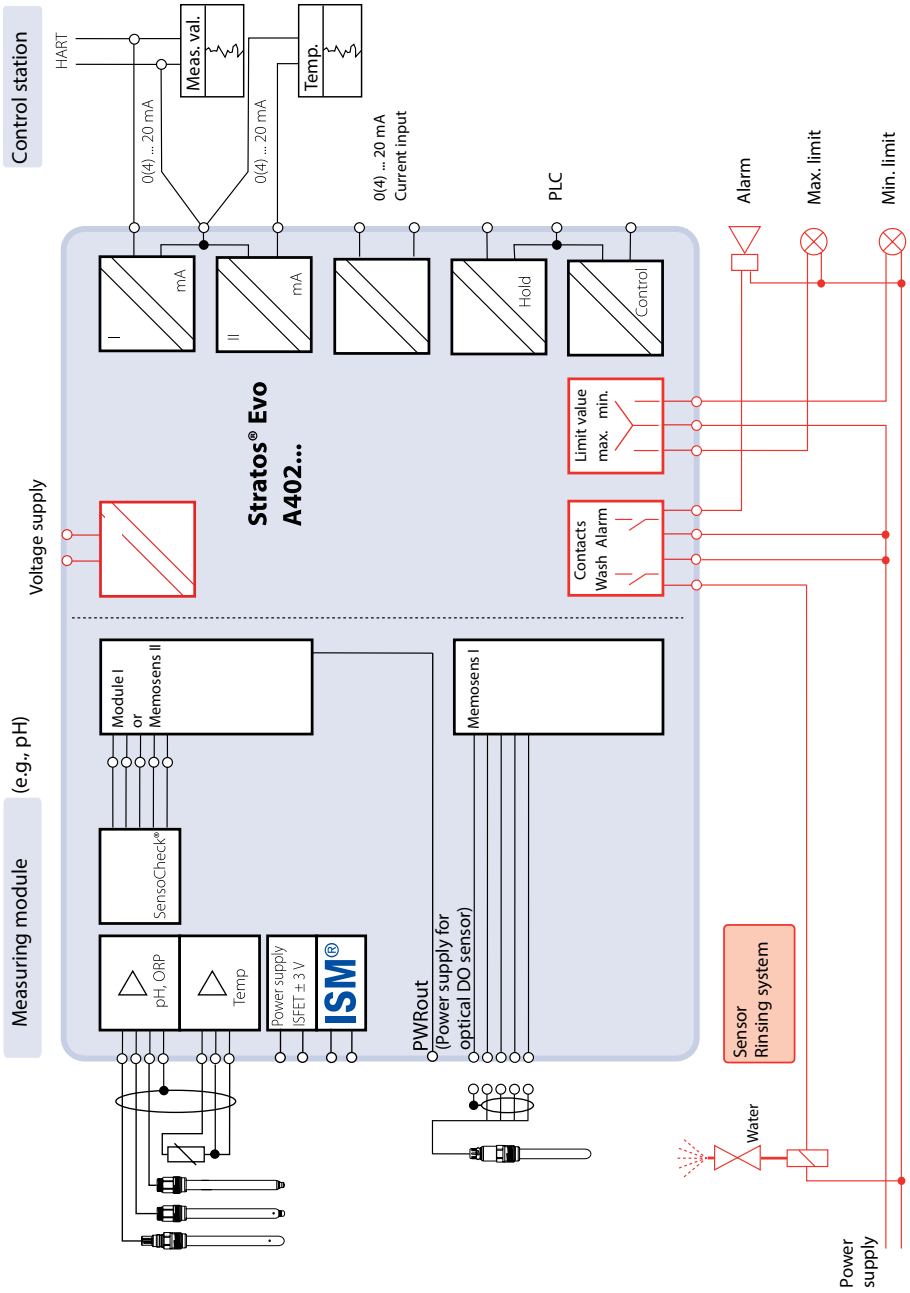 Measuring module
(e.g., pH)
Voltage supply
Control station
HART
Meas. val.
Temp.
0(4) ... 20 mA
0(4) ... 20 mA
0(4) ... 20 mA
Current input
PLC
Alarm
Max. limit
Min. limit
pH, ORP
Temp
Power supply
ISFET ± 3 V
ISM®
SensoCheck®
Module I
or
Memosens II
Memosens I
PWRout
(Power supply for
optical DO sensor)
Stratos® Evo
A402...
I
mA
II
mA
Hold
Control
Contacts
Wash Alarm
Limit value
max. min.
Sensor
Rinsing system
Water
Power
supply